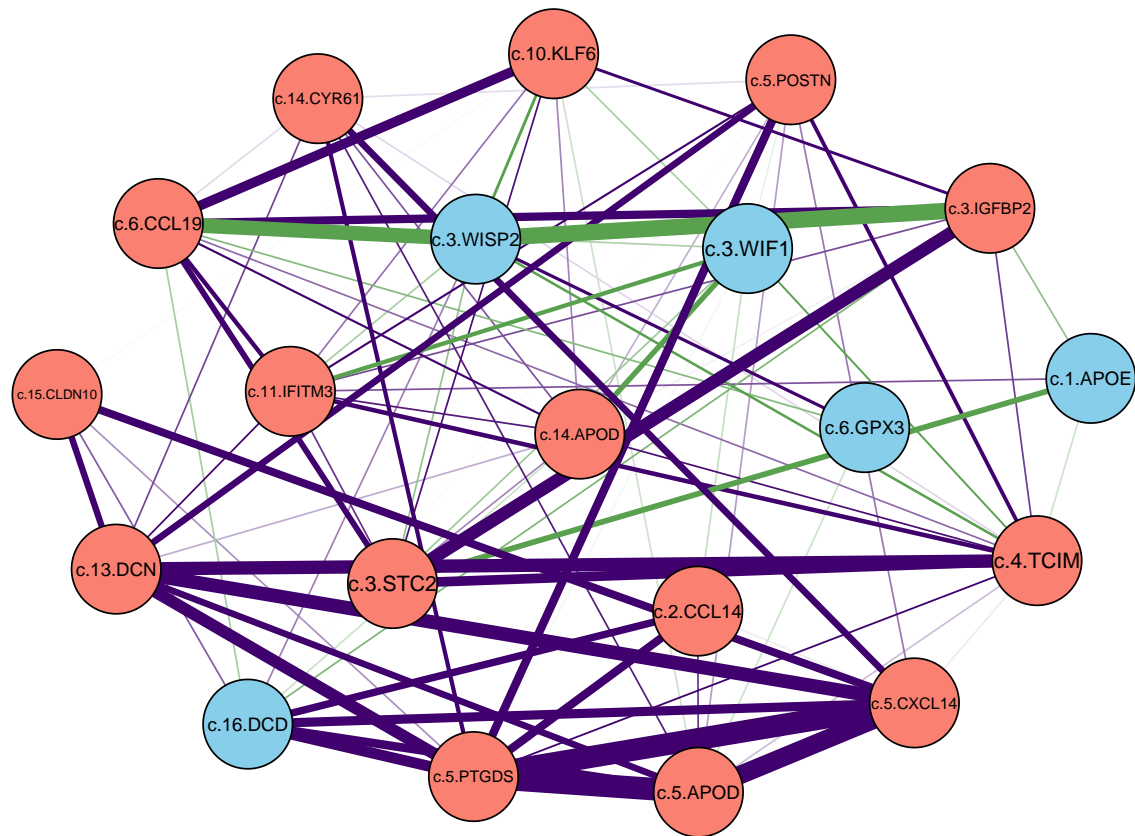 c.10.KLF6
c.5.POSTN
c.14.CYR61
c.3.IGFBP2
c.6.CCL19
c.3.WISP2
c.3.WIF1
c.1.APOE
c.15.CLDN10
c.11.IFITM3
c.6.GPX3
c.14.APOD
c.4.TCIM
c.13.DCN
c.3.STC2
c.2.CCL14
c.5.CXCL14
c.16.DCD
c.5.PTGDS
c.5.APOD